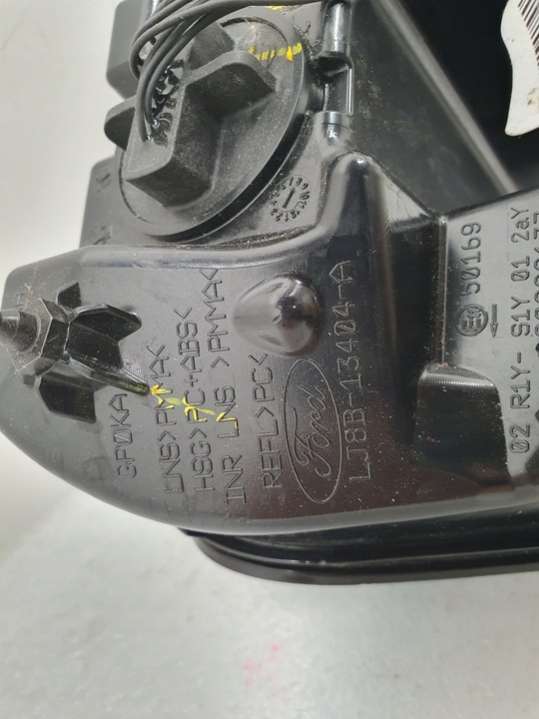 GP0KA
LNS>PMMA<
HSG>PC+ABS<
INR LNS >PMMA<
REFL>PC<
Ford
LJ8B-13404-A
50169
02 R1Y- S1Y 01 2aY